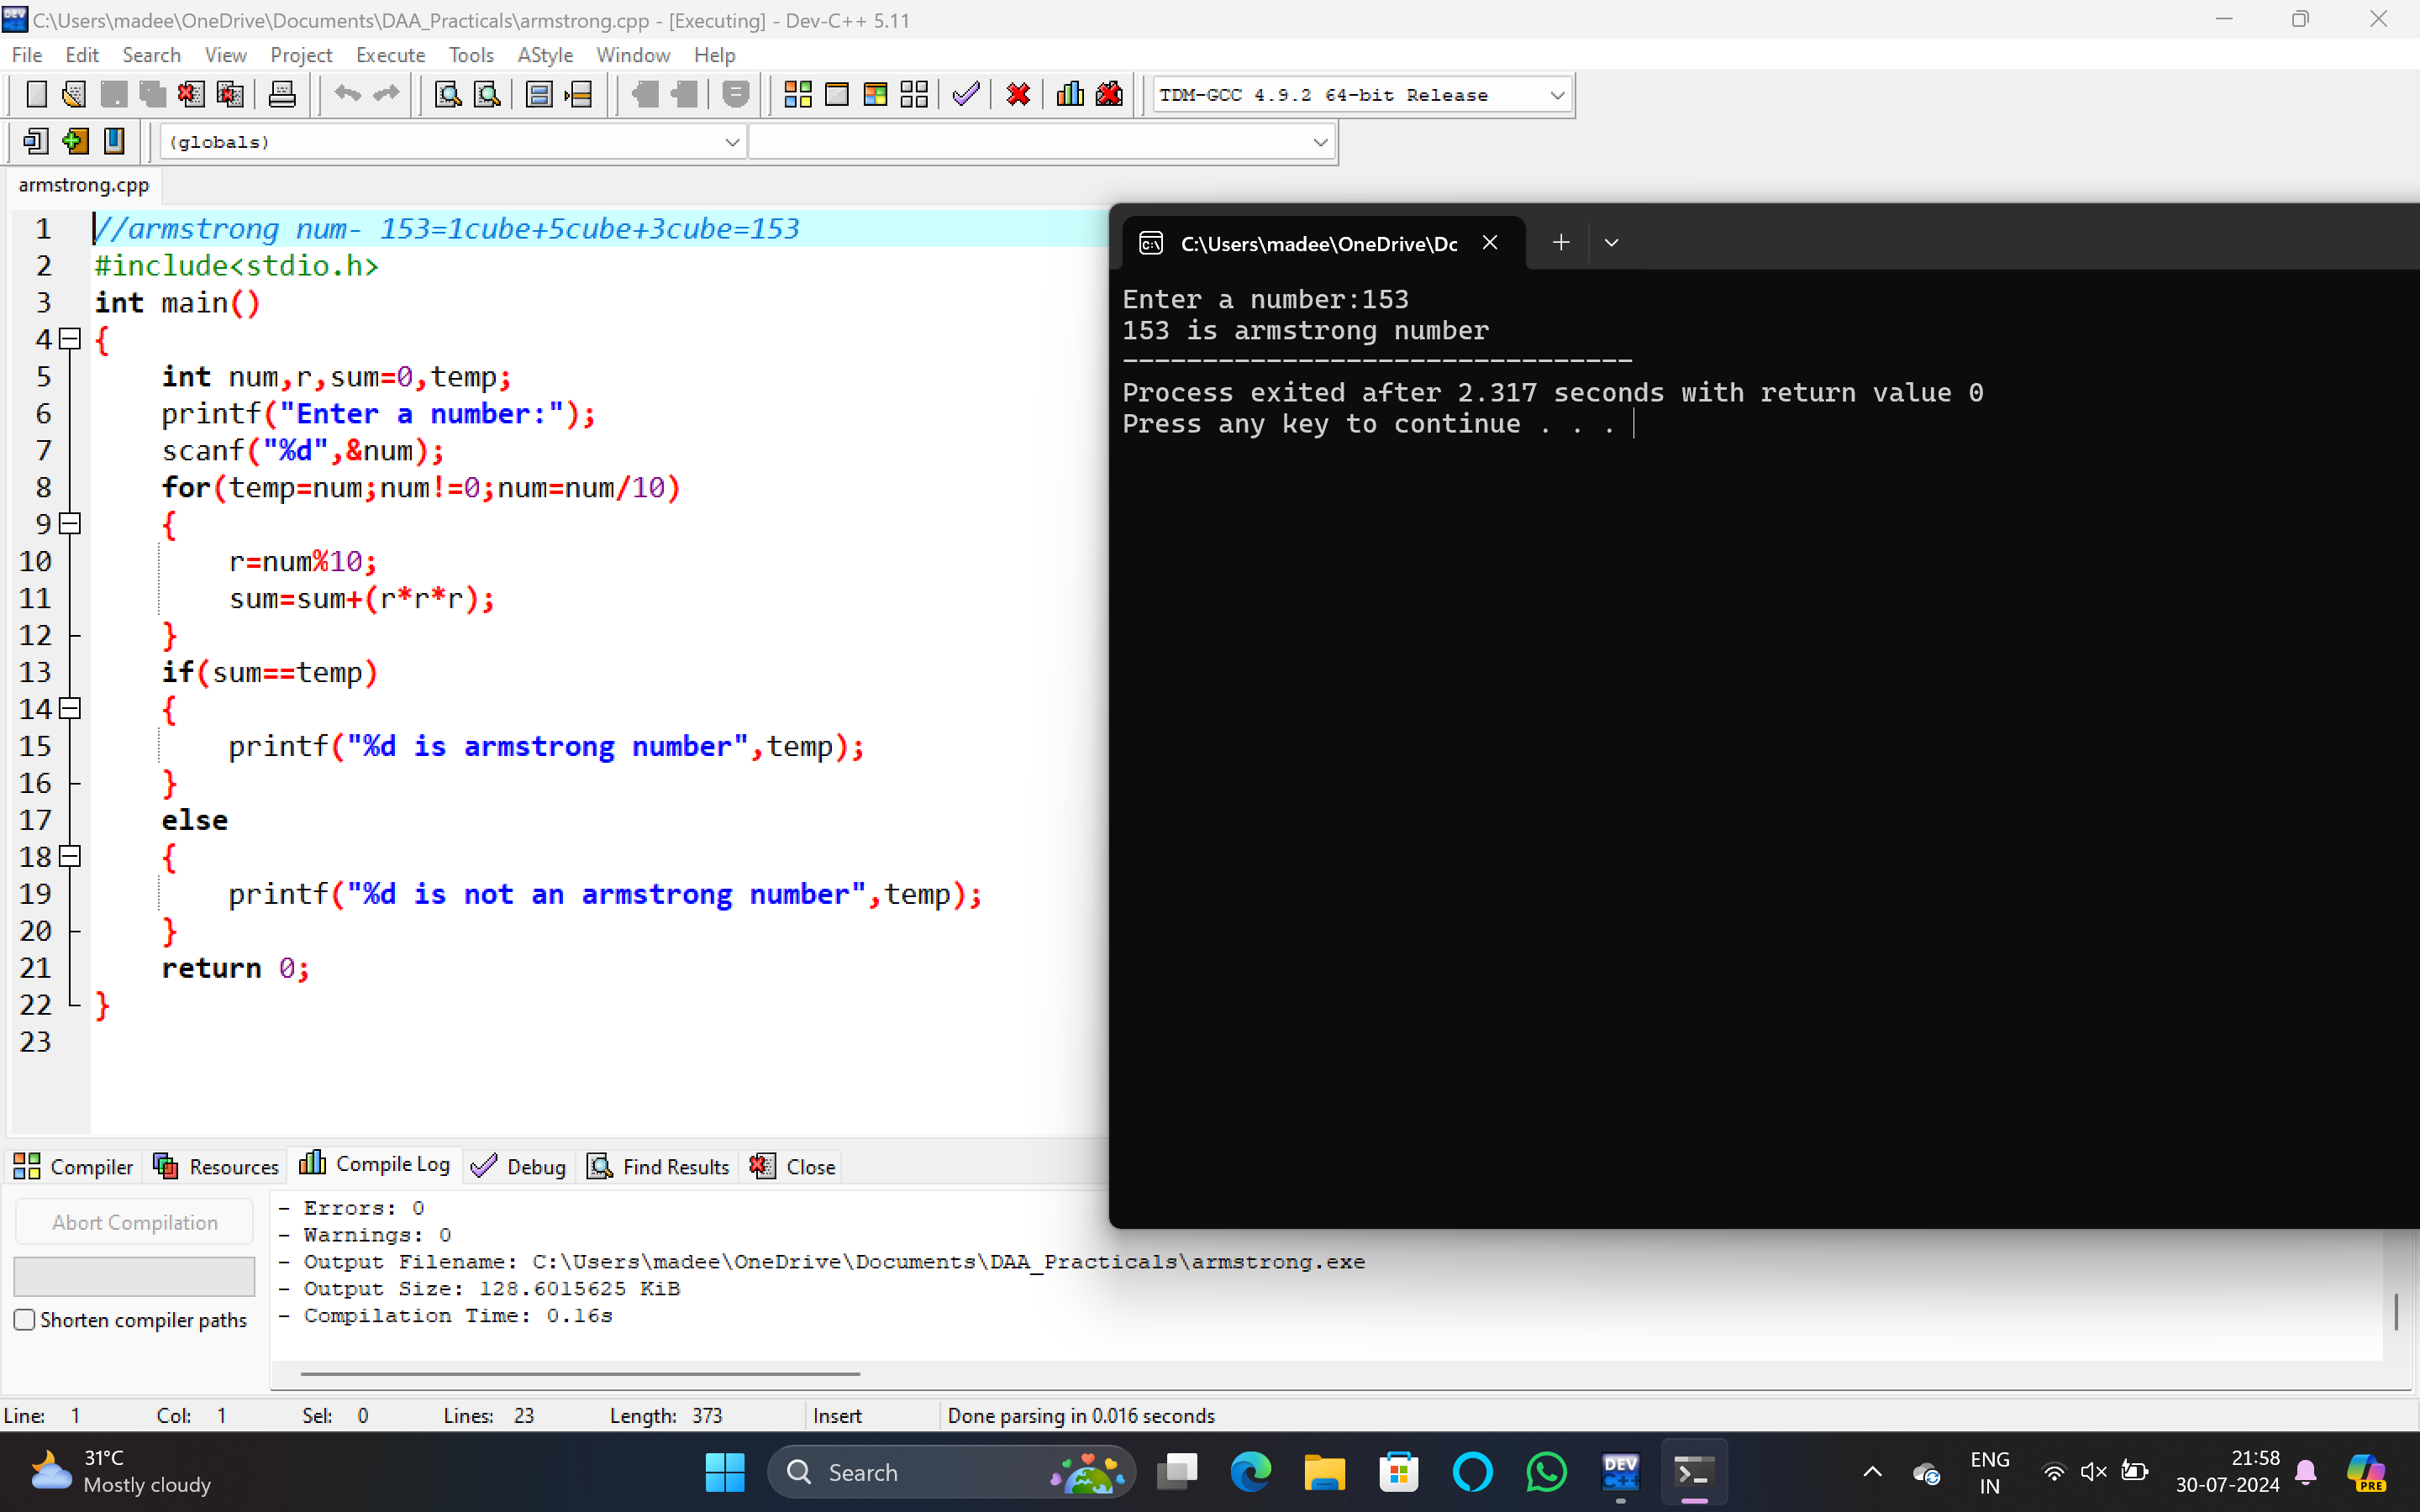 C:\Users\madee\OneDrive\Documents\DAA_Practicals\armstrong.cpp - [Executing] - Dev-C++ 5.11
File Edit Search View Project Execute Tools AStyle Window Help
TDM-GCC 4.9.2 64-bit Release
(globals)
armstrong.cpp
1 //armstrong num- 153=1cube+5cube+3cube=153
2 #include<stdio.h>
3 int main()
4 {
5 int num,r,sum=0,temp;
6 printf("Enter a number:");
7 scanf("%d",&num);
8 for(temp=num;num!=0;num=num/10)
9 {
10 r=num%10;
11 sum=sum+(r*r*r);
12 }
13 if(sum==temp)
14 {
15 printf("%d is armstrong number",temp);
16 }
17 else
18 {
19 printf("%d is not an armstrong number",temp);
20 }
21 return 0;
22 }
23
C:\Users\madee\OneDrive\Dc
Enter a number:153
153 is armstrong number
--------------------------------
Process exited after 2.317 seconds with return value 0
Press any key to continue . . .
Compiler Resources Compile Log Debug Find Results Close
Abort Compilation
Shorten compiler paths
- Errors: 0
- Warnings: 0
- Output Filename: C:\Users\madee\OneDrive\Documents\DAA_Practicals\armstrong.exe
- Output Size: 128.6015625 KiB
- Compilation Time: 0.16s
Line: 1 Col: 1 Sel: 0 Lines: 23 Length: 373 Insert Done parsing in 0.016 seconds
31°C
Mostly cloudy
Search
DEV
C++
ENG
IN
21:58
30-07-2024
PRE